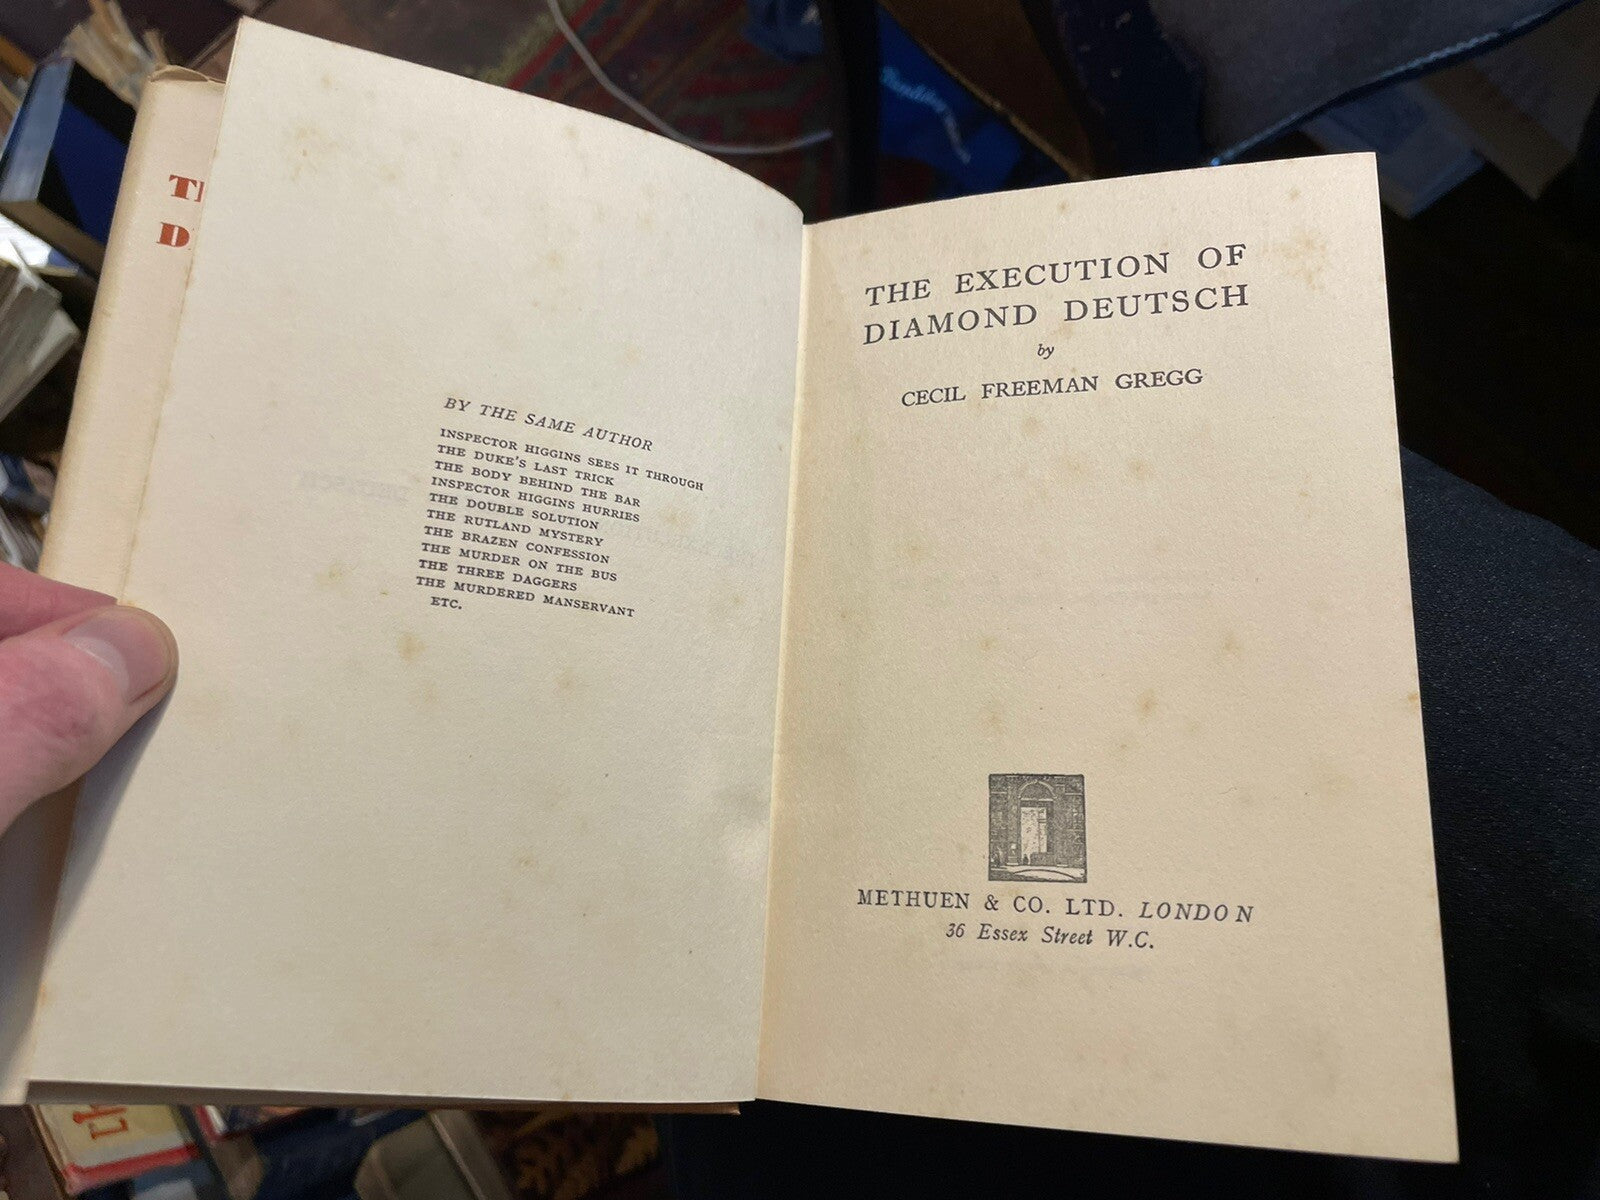 BY THE SAME AUTHOR
INSPECTOR HIGGINS SEES IT THROUGH
THE DUKE'S LAST TRICK
THE BODY BEHIND THE BAR
INSPECTOR HIGGINS HURRIES
THE DOUBLE SOLUTION
THE RUTLAND MYSTERY
THE BRAZEN CONFESSION
THE MURDER ON THE BUS
THE THREE DAGGERS
THE MURDERED MANSERVANT
ETC.
THE EXECUTION OF
DIAMOND DEUTSCH
by
CECIL FREEMAN GREGG
METHUEN & CO. LTD. LONDON
36 Essex Street W.C.